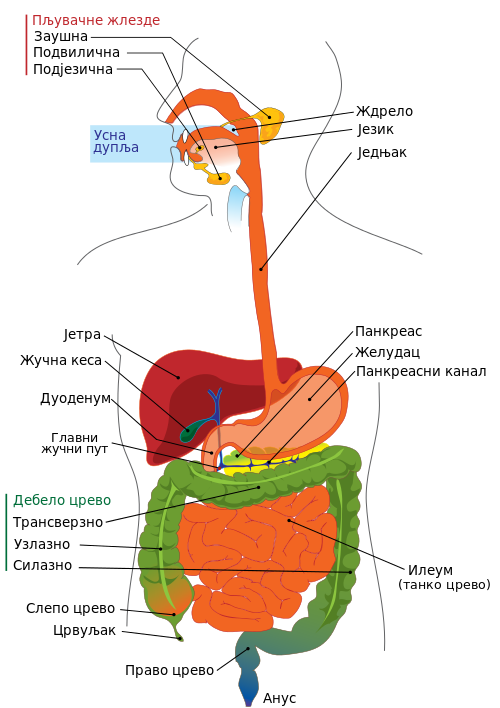 Пљувачне жлезде
Заушна
Подвилична
Подјезична
Усна
дупља
Ждрело
Језик
Једњак
Јетра
Жучна кеса
Дуоденум
Главни
жучни пут
Панкреас
Желудац
Панкреасни канал
Дебело црево
Трансверзно
Узлазно
Силазно
Слепо црево
Црвуљак
Право црево
Анус
Илеум
(танко црево)